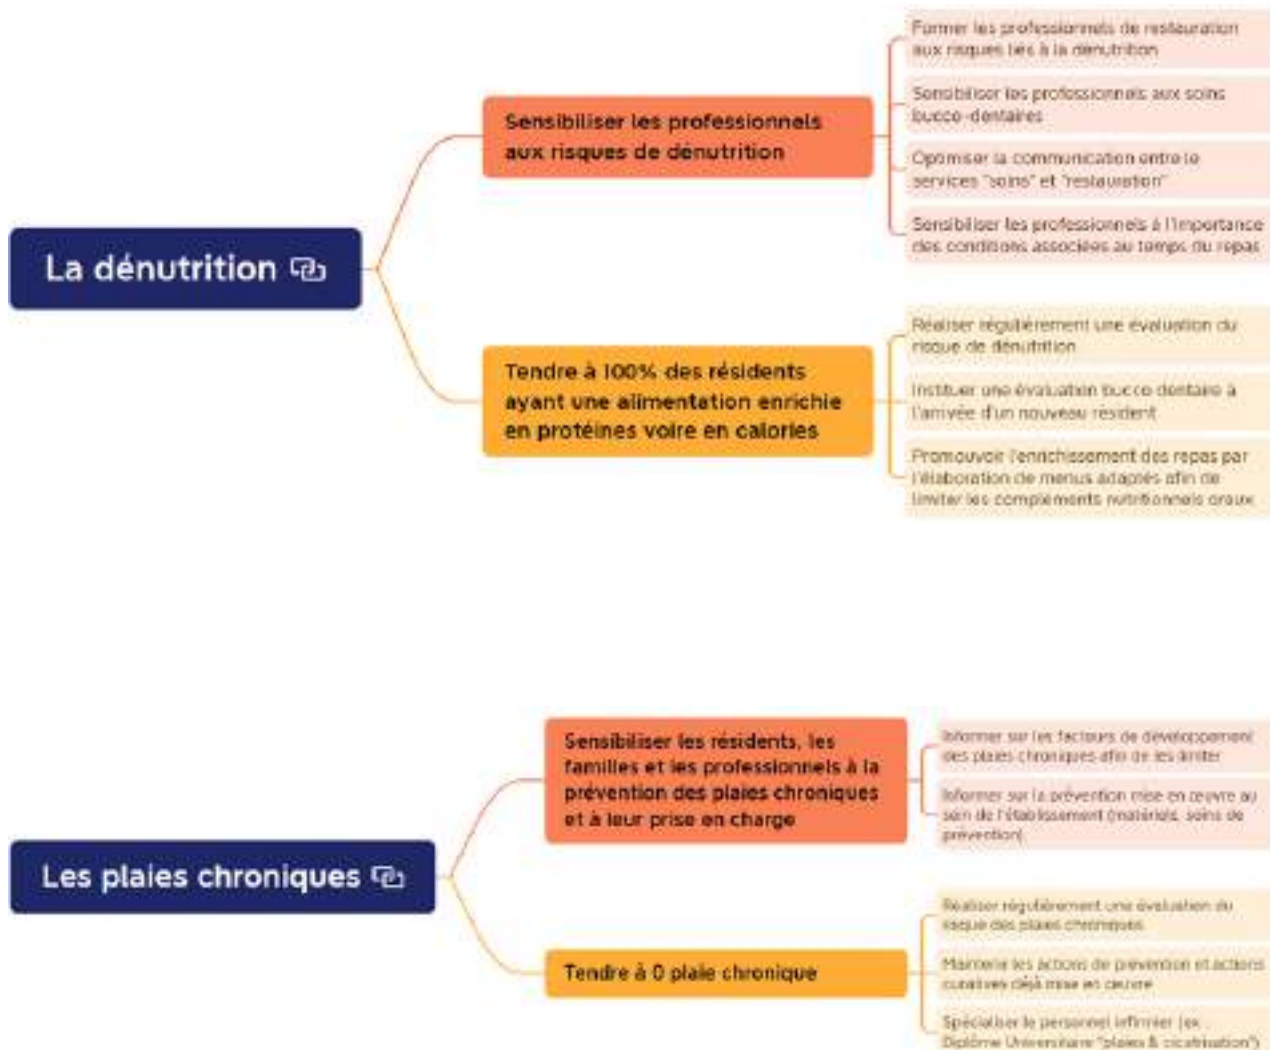 La dénutrition
Sensibiliser les professionnels
aux risques de dénutrition
Former les professionnels de restauration
aux risques liés à la dénutrition
Sensibiliser les professionnels aux soins
bucco-dentaires
Optimiser la communication entre le
services "soins" et "restauration"
Sensibiliser les professionnels à l'importance
des conditions associées au temps du repas
Tendre à 100% des résidents
ayant une alimentation enrichie
en protéines voire en calories
Réaliser régulièrement une évaluation du
risque de dénutrition
Instituer une évaluation bucco dentaire à
l'arrivée d'un nouveau résident
Promouvoir l'enrichissement des repas par
l'élaboration de menus adaptés afin de
limiter les compléments nutritionnels oraux
Les plaies chroniques
Sensibiliser les résidents, les
familles et les professionnels à la
prévention des plaies chroniques
et à leur prise en charge
Informer sur les facteurs de développement
des plaies chroniques afin de les limiter
Informer sur la prévention mise en œuvre au
sein de l'établissement (matériels, soins de
prévention)
Tendre à 0 plaie chronique
Réaliser régulièrement une évaluation du
risque des plaies chroniques
Maintenir les actions de prévention et actions
curatives déjà mise en œuvre
Spécialiser le personnel infirmier (ex :
Diplôme Universitaire "plaies & cicatrisation")